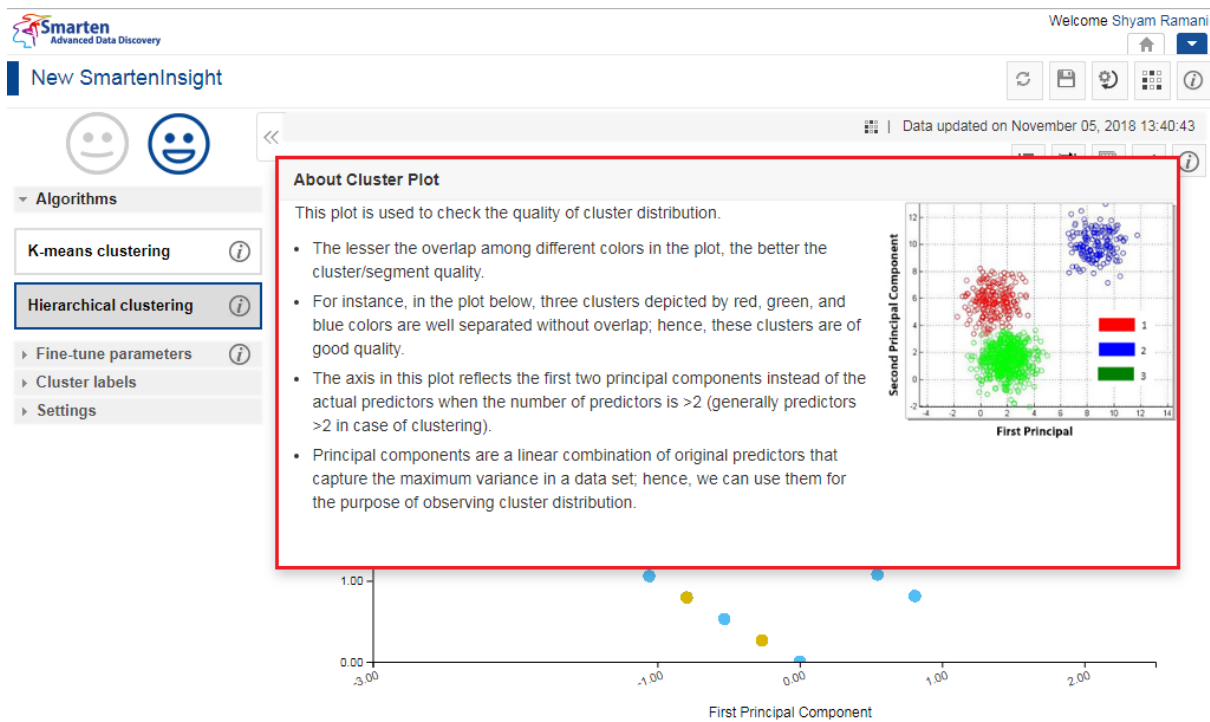 Smarten
Advanced Data Discovery
Welcome Shyam Ramani
New SmartenInsight
| Data updated on November 05, 2018 13:40:43
Algorithms
K-means clustering
Hierarchical clustering
Fine-tune parameters
Cluster labels
Settings
About Cluster Plot
This plot is used to check the quality of cluster distribution.
• The lesser the overlap among different colors in the plot, the better the
cluster/segment quality.
• For instance, in the plot below, three clusters depicted by red, green, and
blue colors are well separated without overlap; hence, these clusters are of
good quality.
• The axis in this plot reflects the first two principal components instead of the
actual predictors when the number of predictors is >2 (generally predictors
>2 in case of clustering).
• Principal components are a linear combination of original predictors that
capture the maximum variance in a data set; hence, we can use them for
the purpose of observing cluster distribution.
Second Principal Component
12
10
8
6
4
2
0
-2
-4 -2 0 2 4 6 8 10 12 14
1
2
3
First Principal
1.00
0.00
-3.00 -1.00 0.00 1.00 2.00
First Principal Component